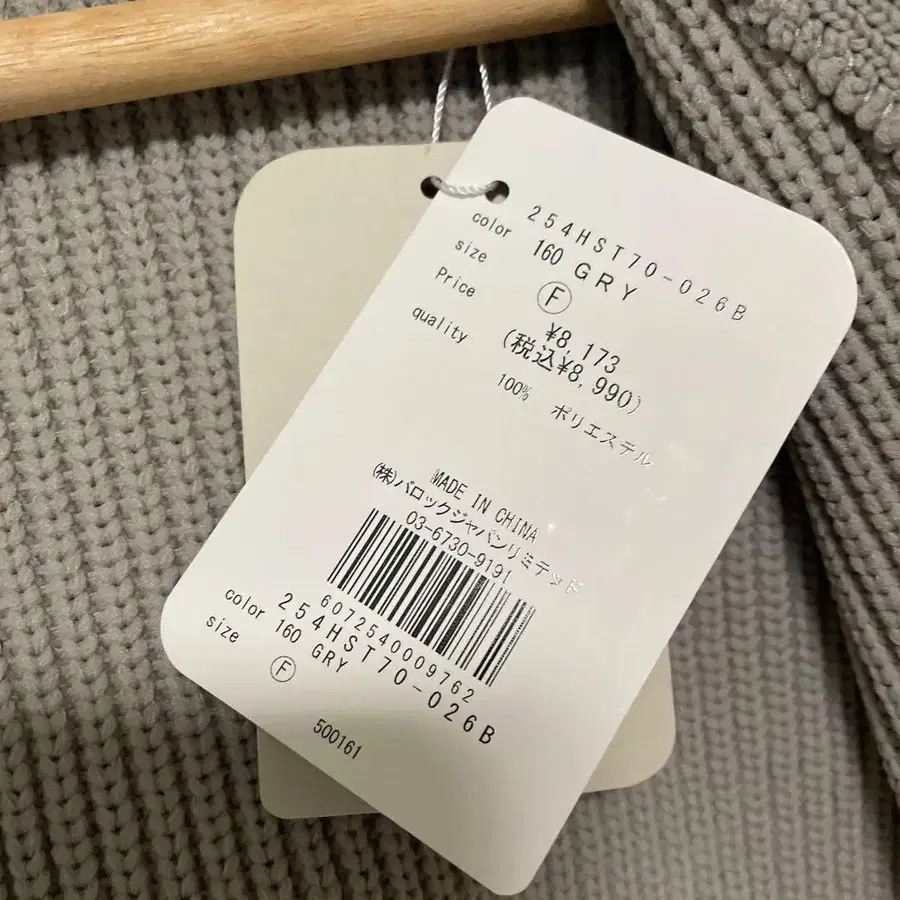 254HST70-026B
color 160 GRY
size Ⓕ
Price ¥8,173
(税込¥8,990)
quality 100% ポリエステル
MADE IN CHINA
(株)バロックジャパンリミテッド
03-6730-9191
6072540009762
254HST70-026B
color 160 GRY
size Ⓕ
500161